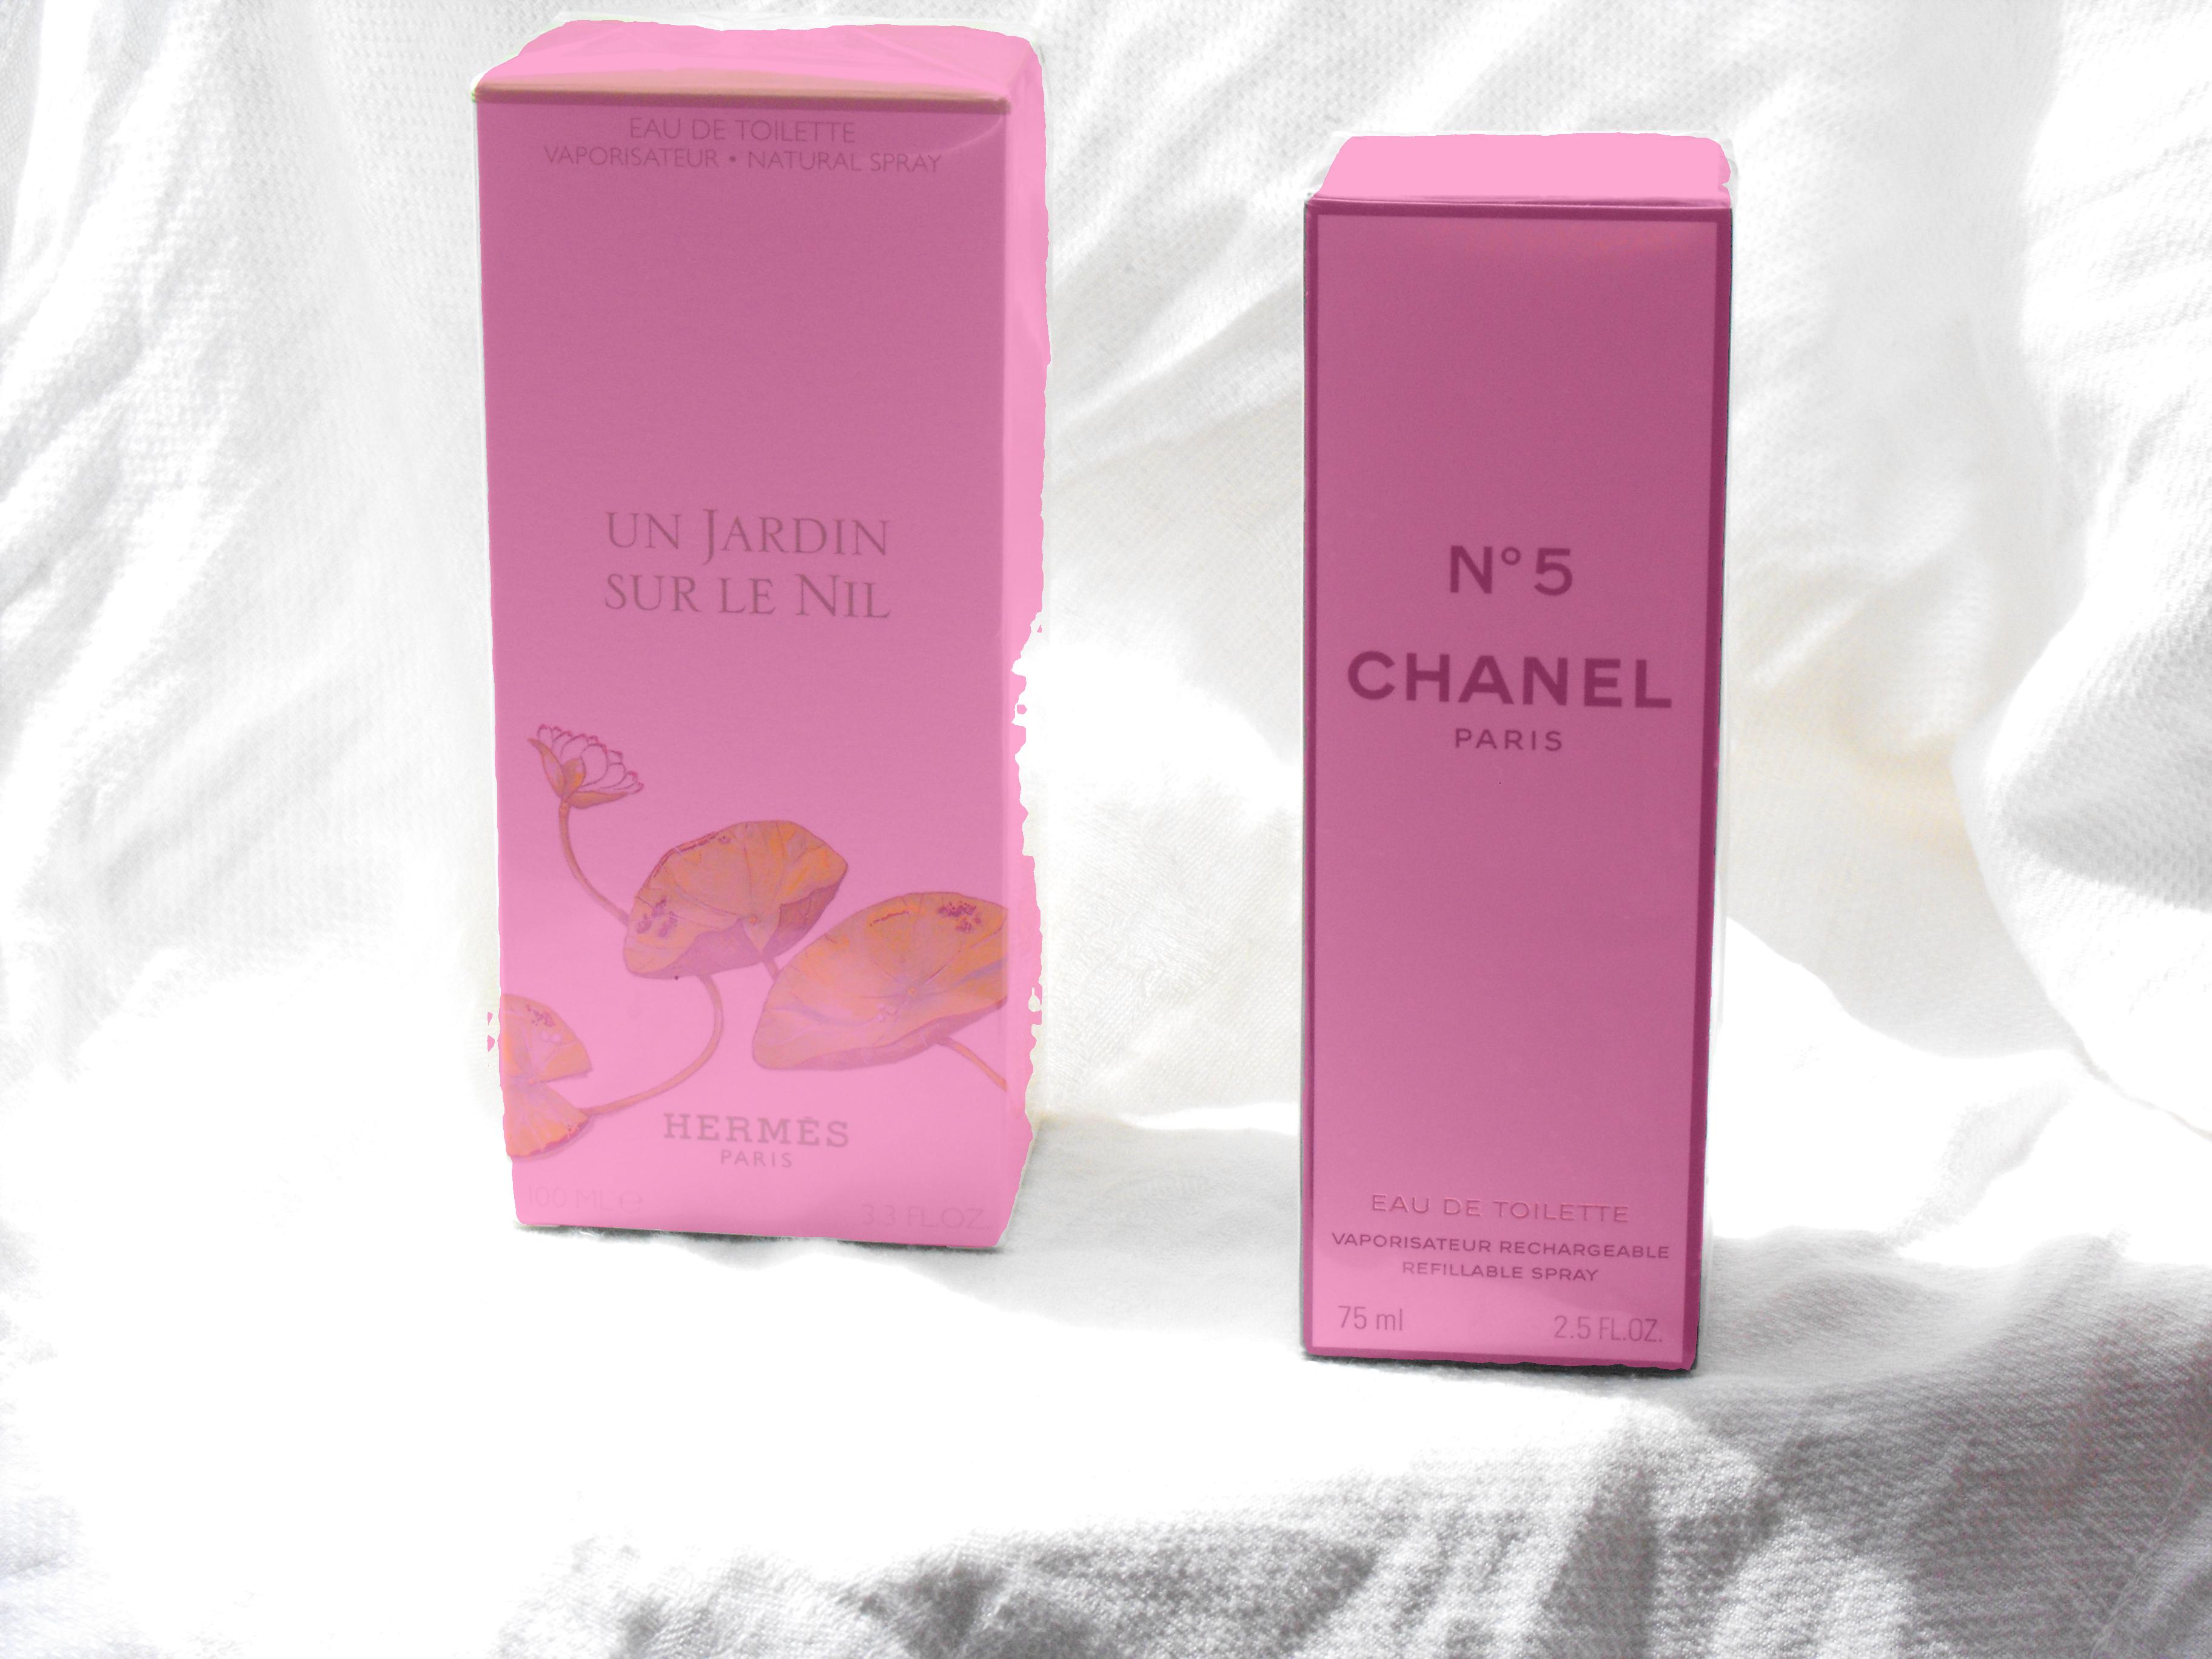 EAU DE TOILETTE
VAPORISATEUR • NATURAL SPRAY
UN JARDIN
SUR LE NIL
HERMÈS
PARIS
100 ML ℮
3.3 FL.OZ.
N°5
CHANEL
PARIS
EAU DE TOILETTE
VAPORISATEUR RECHARGEABLE
REFILLABLE SPRAY
75 ml
2.5 FL.OZ.